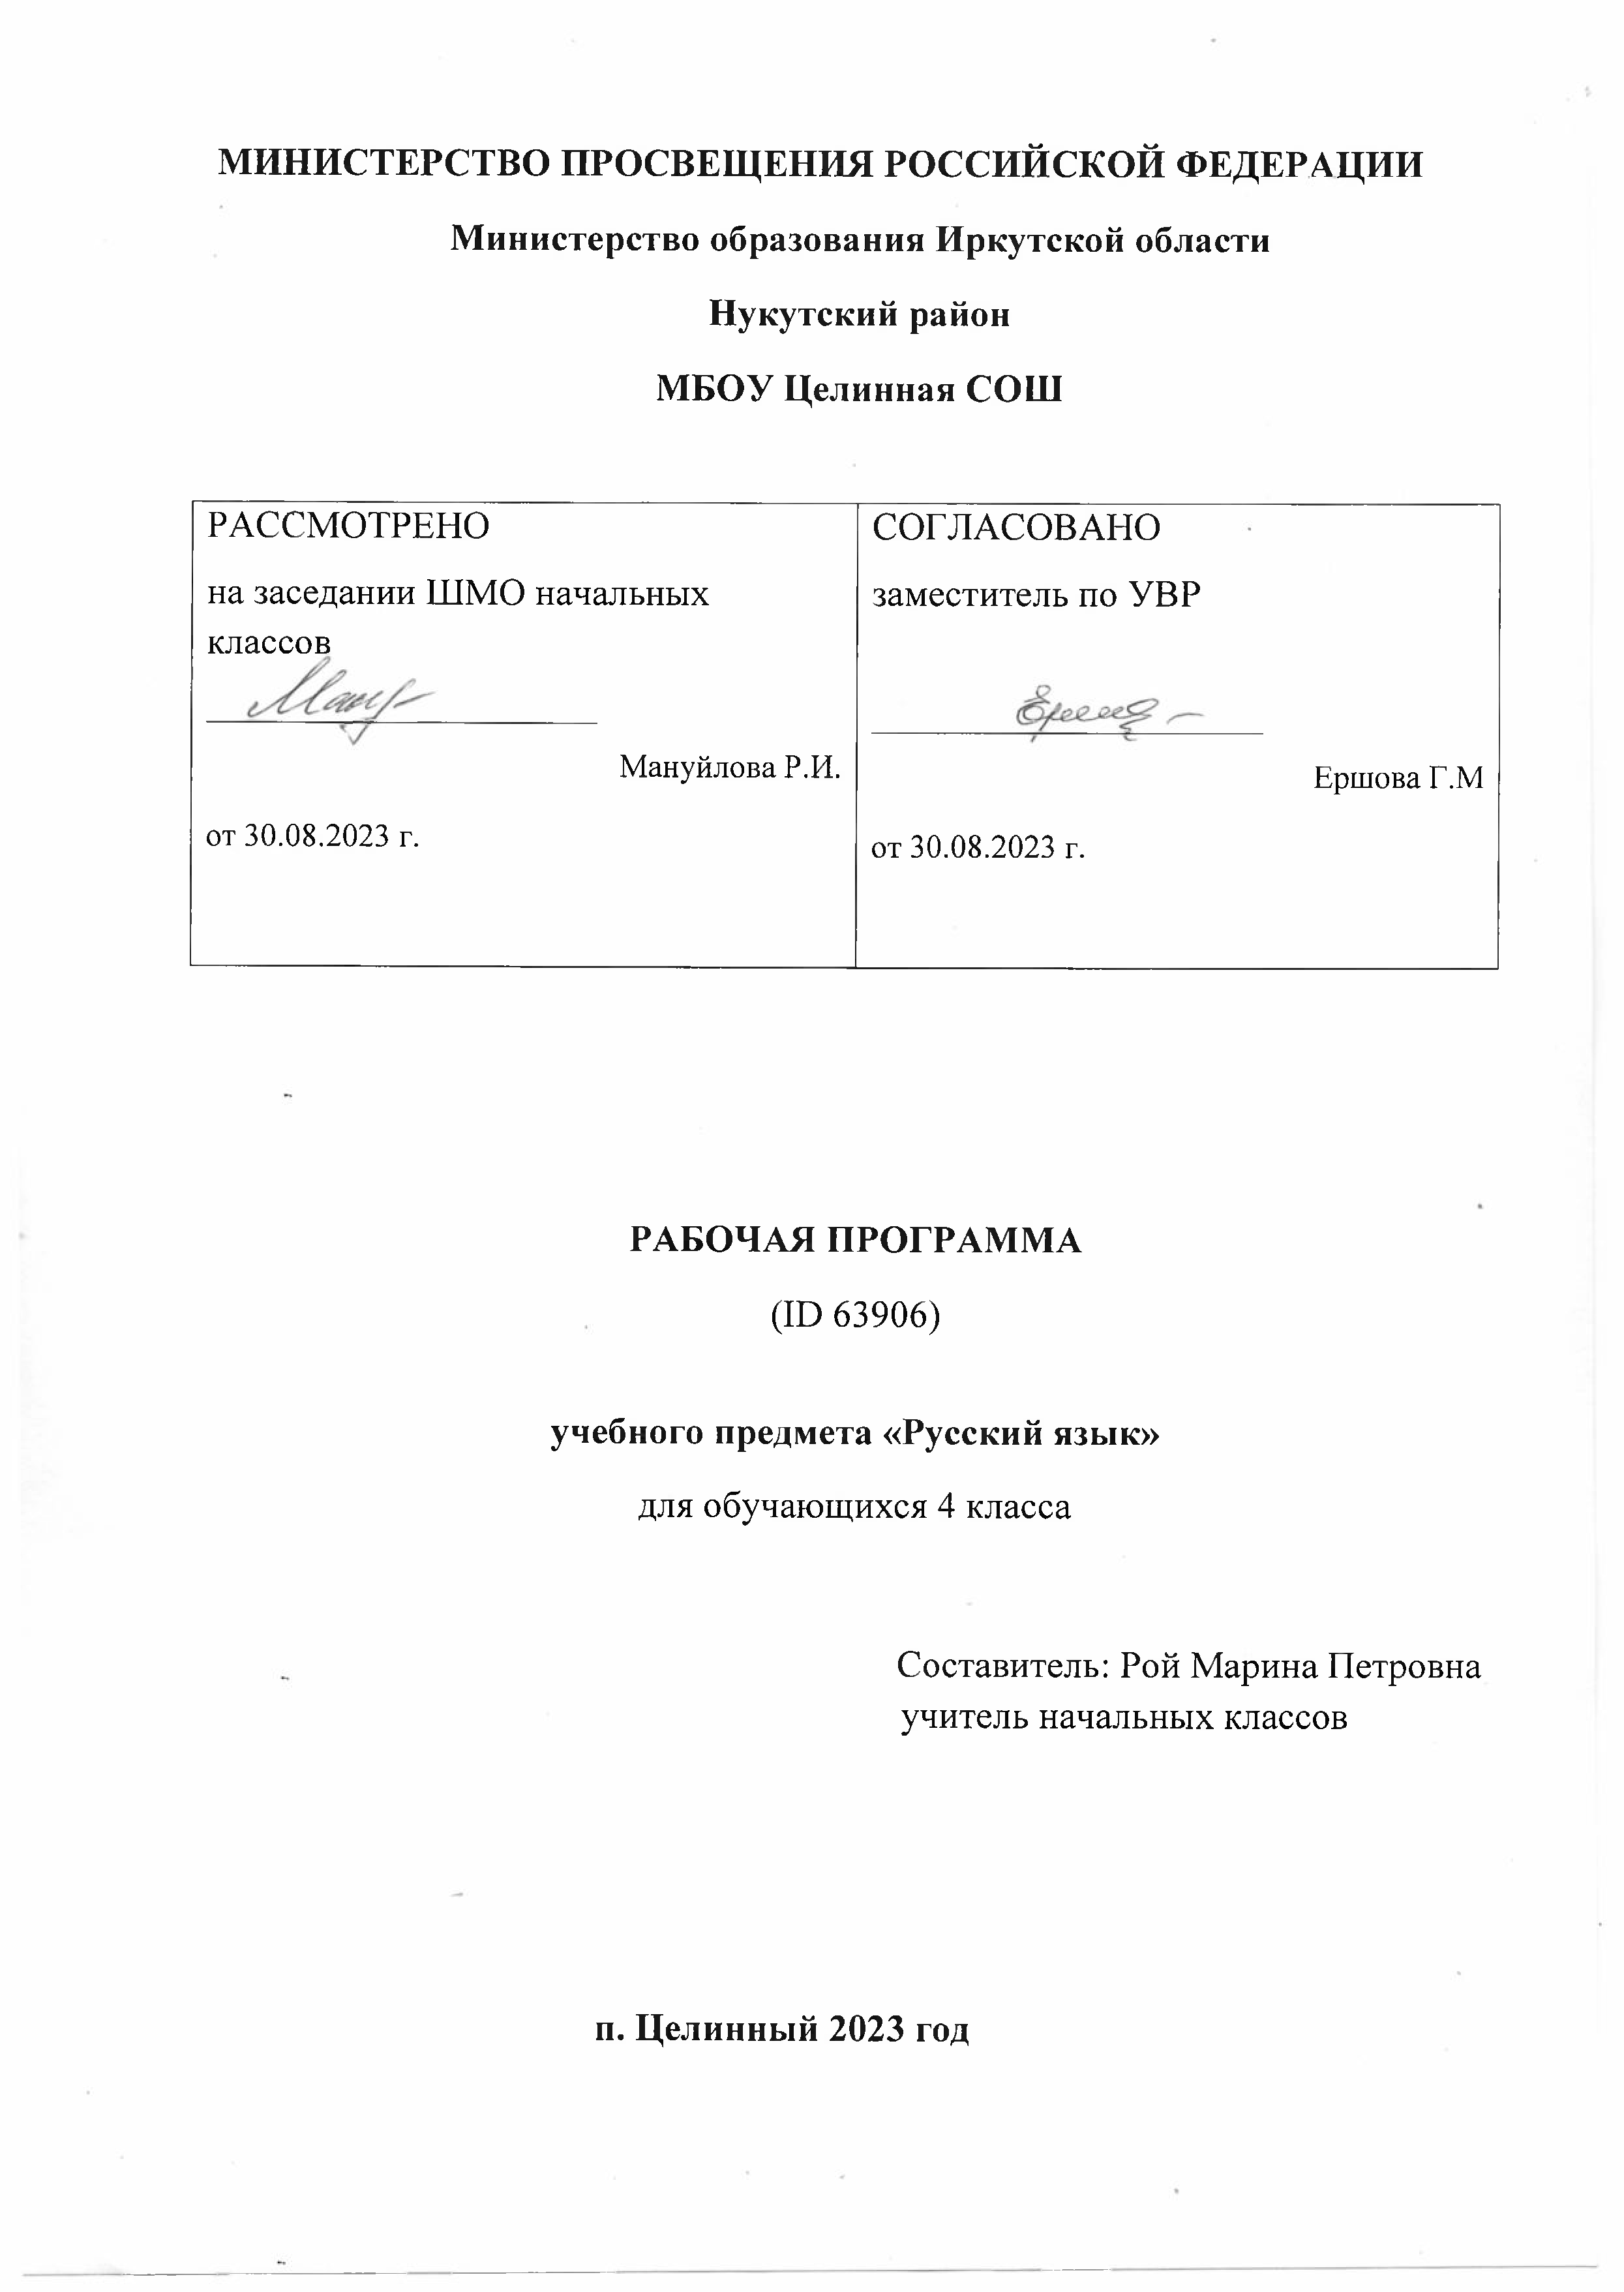 МИНИСТЕРСТВО ПРОСВЕЩЕНИЯ РОССИЙСКОЙ ФЕДЕРАЦИИ
Министерство образования Иркутской области
Нукутский район
МБОУ Целинная СОШ
РАССМОТРЕНО
на заседании ШМО начальных
классов
Мануйлова Р.И.
от 30.08.2023 г.
СОГЛАСОВАНО
заместитель по УВР
Ершова Г.М
от 30.08.2023 г.
РАБОЧАЯ ПРОГРАММА
(ID 63906)
учебного предмета «Русский язык»
для обучающихся 4 класса
Составитель: Рой Марина Петровна
учитель начальных классов
п. Целинный 2023 год